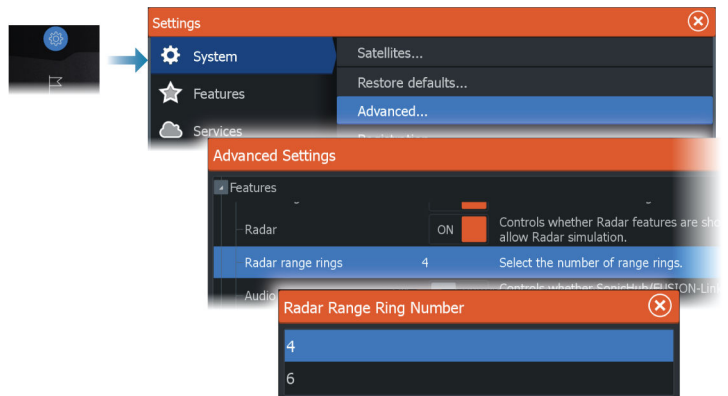 Settings
System
Satellites...
Features
Restore defaults...
Advanced...
Services
Advanced Settings
Features
Radar
ON
Controls whether Radar features are
allow Radar simulation.
Radar range rings
4
Select the number of range rings.
Audio
Controls whether SonicHub/FUSION-Link
Radar Range Ring Number
4
6